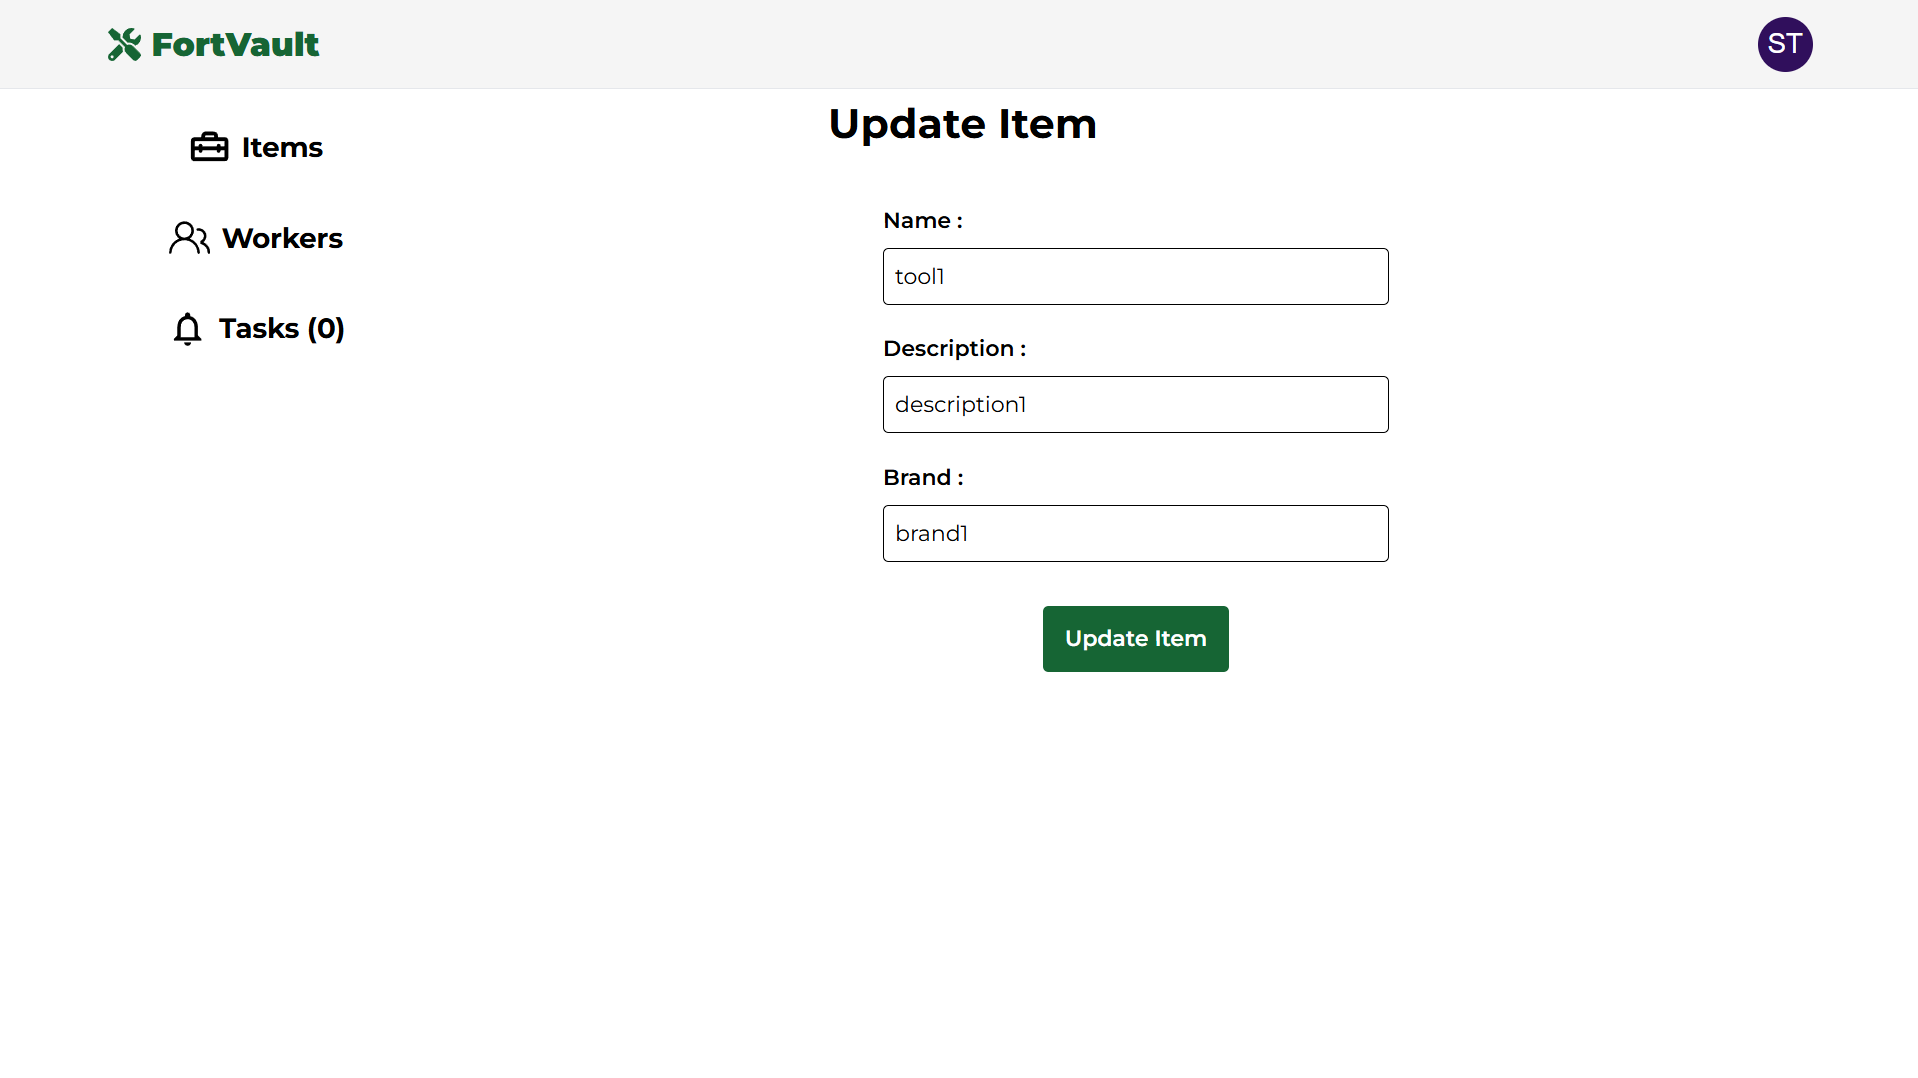 FortVault
ST
Items
Workers
Tasks (0)
Update Item
Name :
tool1
Description :
description1
Brand :
brand1
Update Item